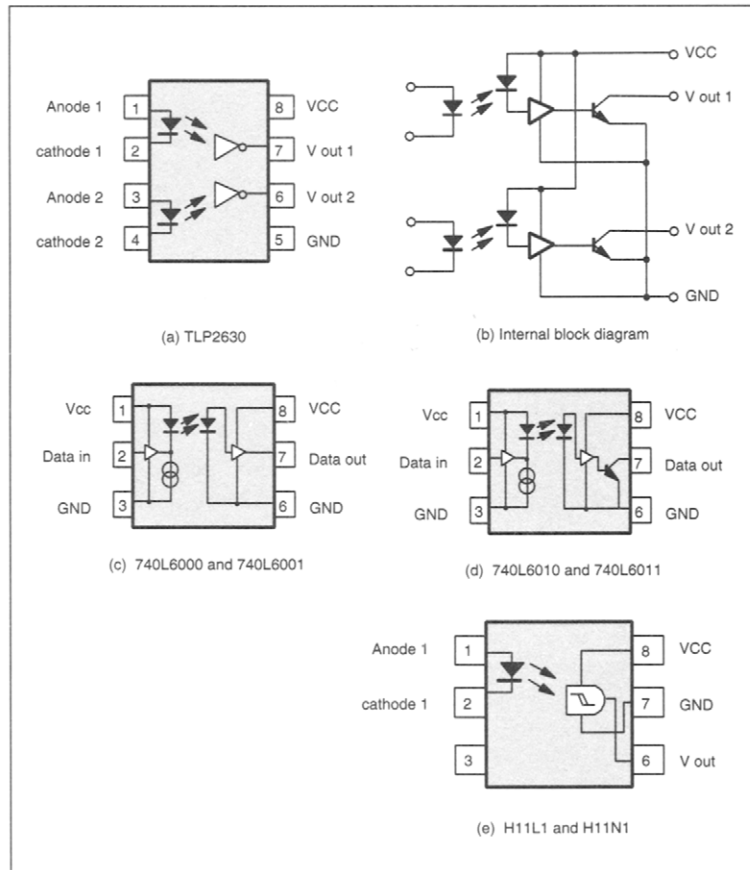 Anode 1 1 8 VCC
cathode 1 2 7 V out 1
Anode 2 3 6 V out 2
cathode 2 4 5 GND
(a) TLP2630
VCC
V out 1
V out 2
GND
(b) Internal block diagram
Vcc 1 8 VCC
Data in 2 7 Data out
GND 3 6 GND
(c) 740L6000 and 740L6001
Vcc 1 8 VCC
Data in 2 7 Data out
GND 3 6 GND
(d) 740L6010 and 740L6011
Anode 1 1 8 VCC
cathode 1 2 7 GND
3 6 V out
(e) H11L1 and H11N1